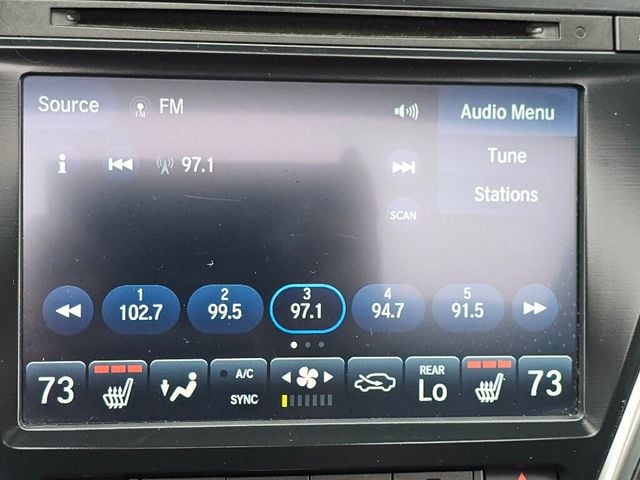 Source FM Audio Menu
97.1 Tune
Stations
SCAN
1 2 3 4 5
102.7 99.5 97.1 94.7 91.5
73 A/C SYNC REAR Lo 73